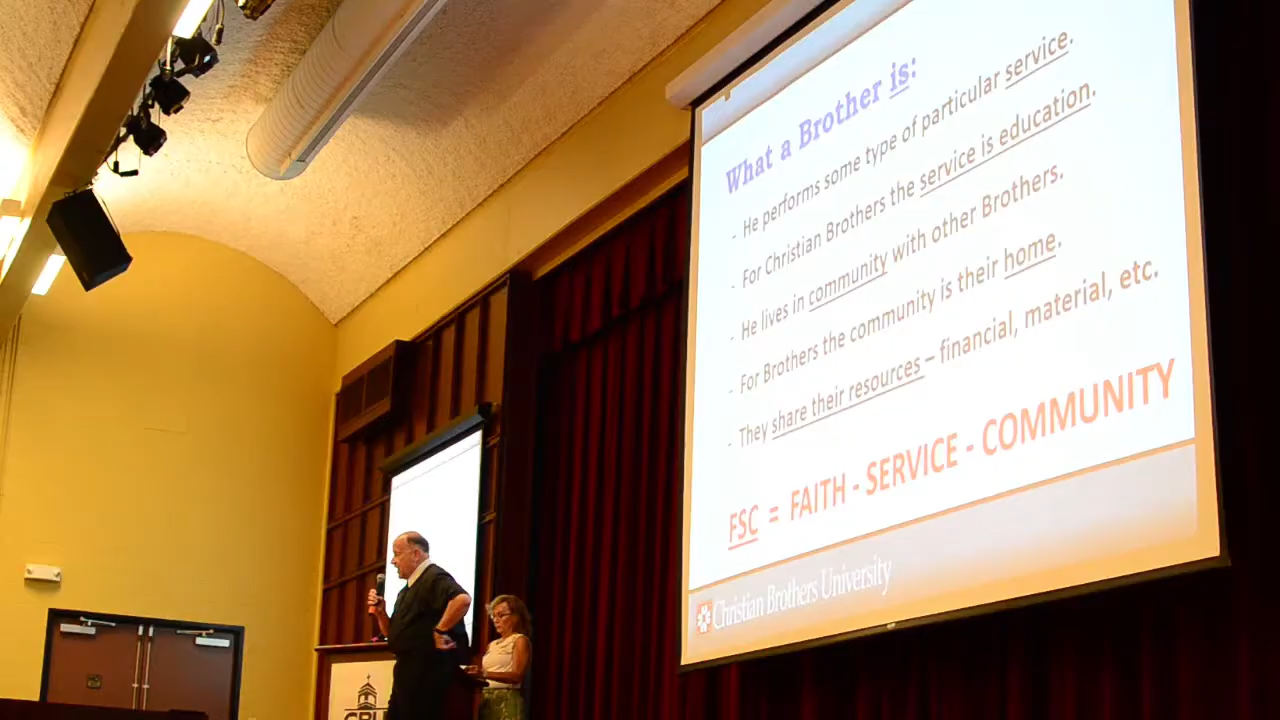 What a Brother is:
- He performs some type of particular service.
- For Christian Brothers the service is education.
- He lives in community with other Brothers.
- For Brothers the community is their home.
- They share their resources – financial, material, etc.
FSC = FAITH - SERVICE - COMMUNITY
Christian Brothers University
CBU